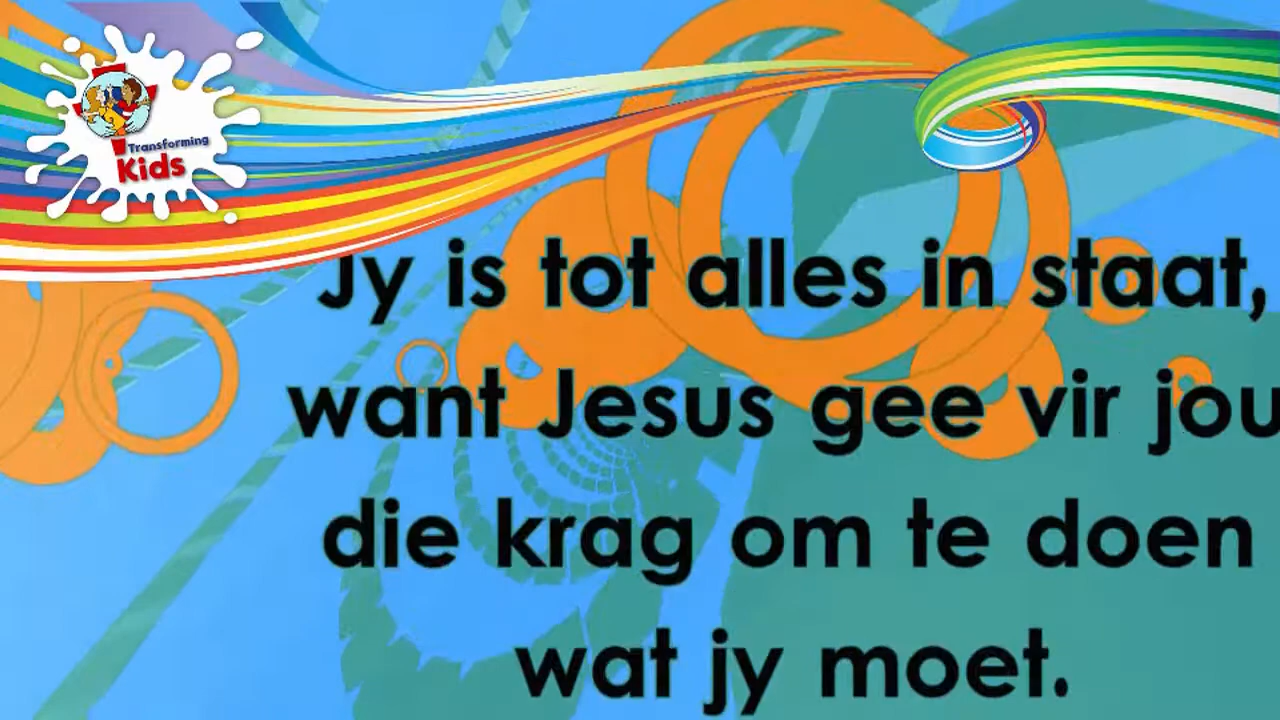 Transforming
Kids
Jy is tot alles in staat,
want Jesus gee vir jou
die krag om te doen
wat jy moet.